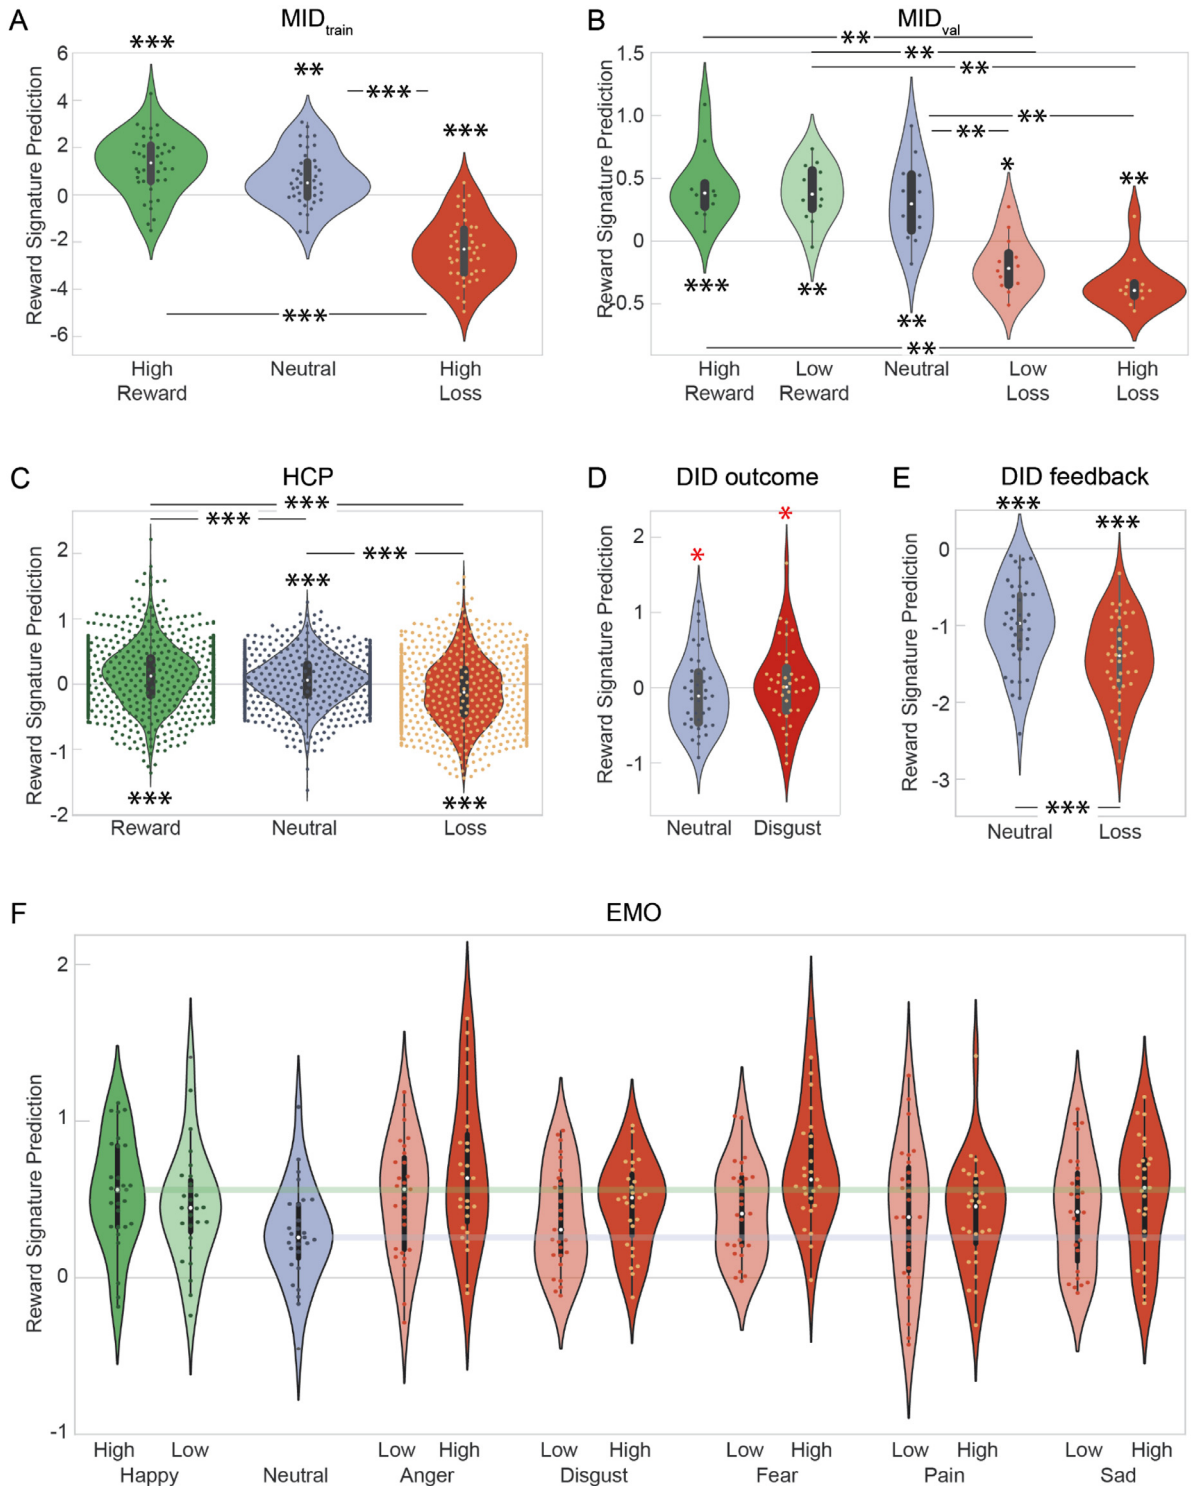 A
MIDtrain
Reward Signature Prediction
6
4
2
0
-2
-4
-6
***
**
***
***
***
High Reward
Neutral
High Loss
B
MIDval
Reward Signature Prediction
1.5
1.0
0.5
0
-0.5
**
**
**
**
**
*
**
***
**
**
**
High Reward
Low Reward
Neutral
Low Loss
High Loss
C
HCP
Reward Signature Prediction
2
1
0
-1
-2
***
***
***
***
***
***
Reward
Neutral
Loss
D
DID outcome
Reward Signature Prediction
2
1
0
-1
*
*
Neutral
Disgust
E
DID feedback
Reward Signature Prediction
0
-1
-2
-3
***
***
***
Neutral
Loss
F
EMO
Reward Signature Prediction
2
1
0
-1
High Low
Happy
Neutral
Low High
Anger
Low High
Disgust
Low High
Fear
Low High
Pain
Low High
Sad